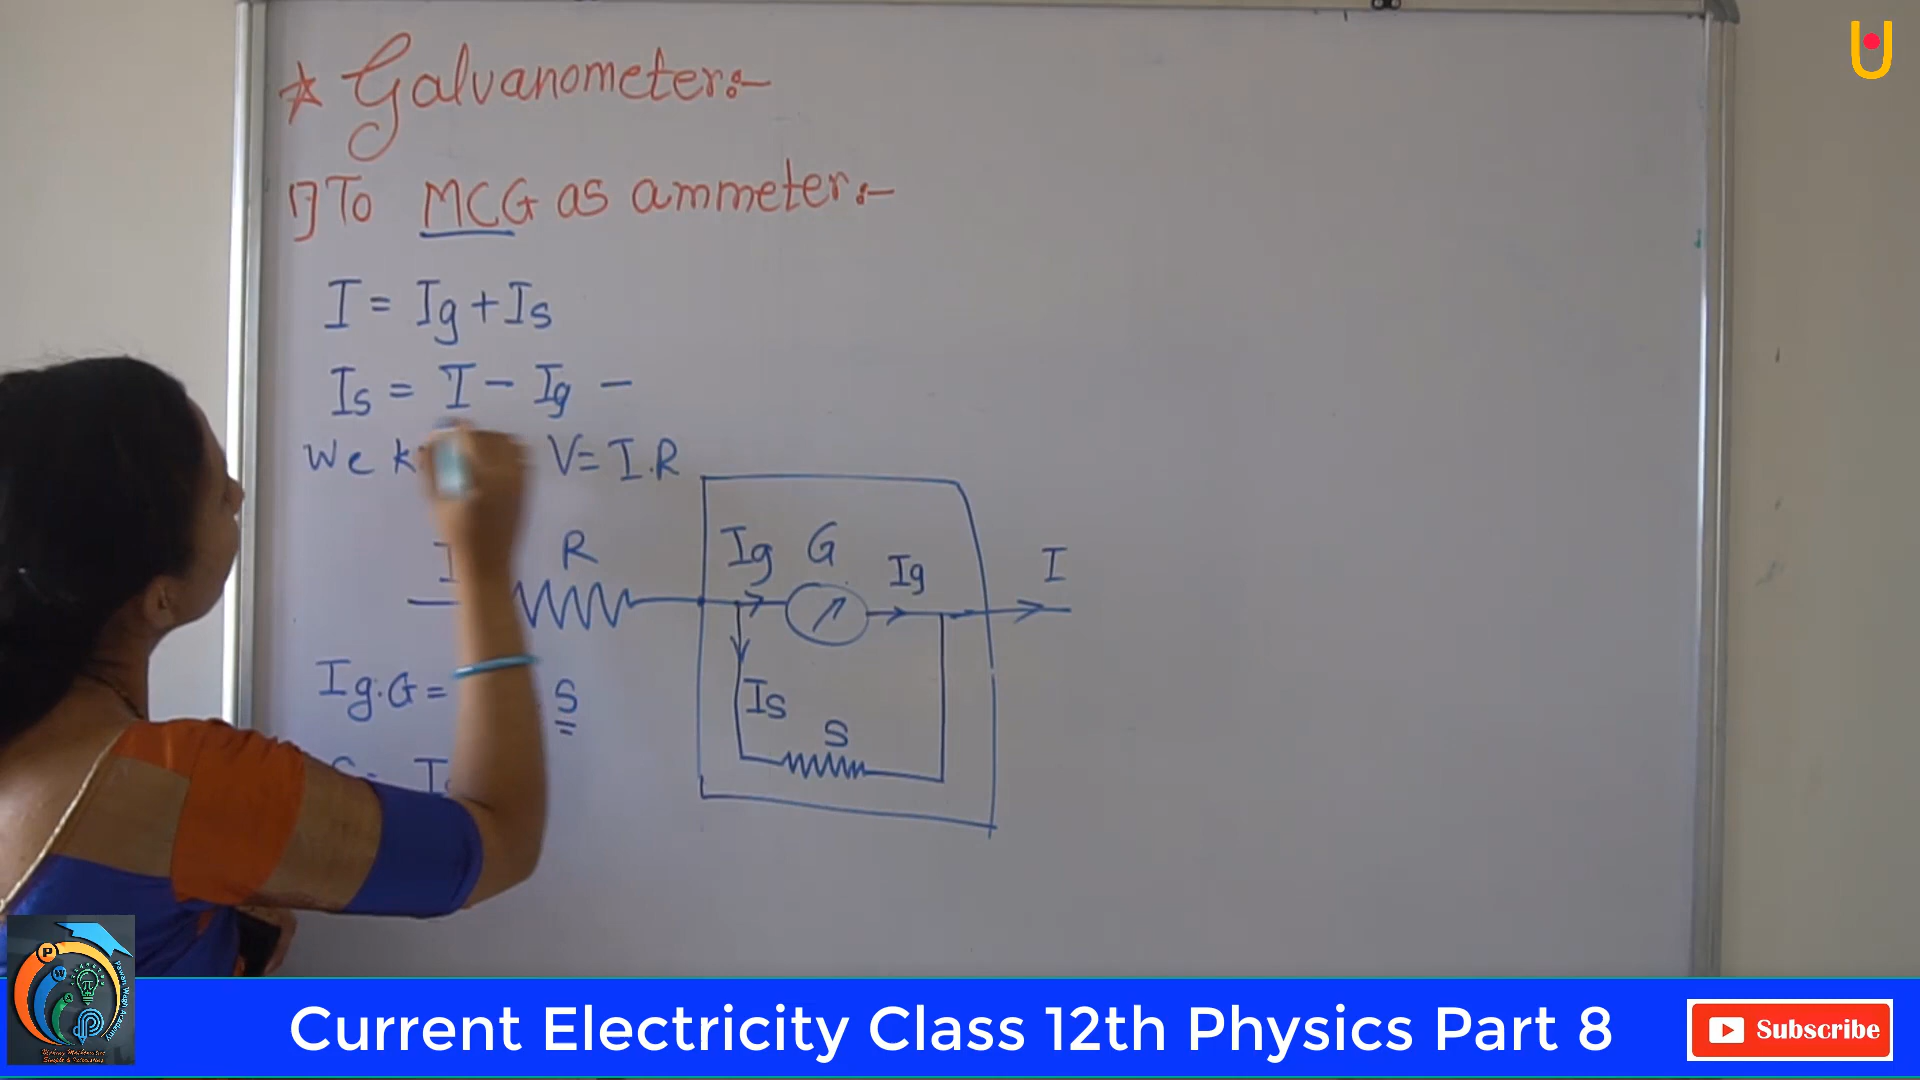 ☆ Galvanometer:-
1] To MCG as ammeter:-
I = Ig + Is
Is = I - Ig -
We V = I.R
R
Ig G Ig I
Ig.G = S
Is
S
Current Electricity Class 12th Physics Part 8
Subscribe